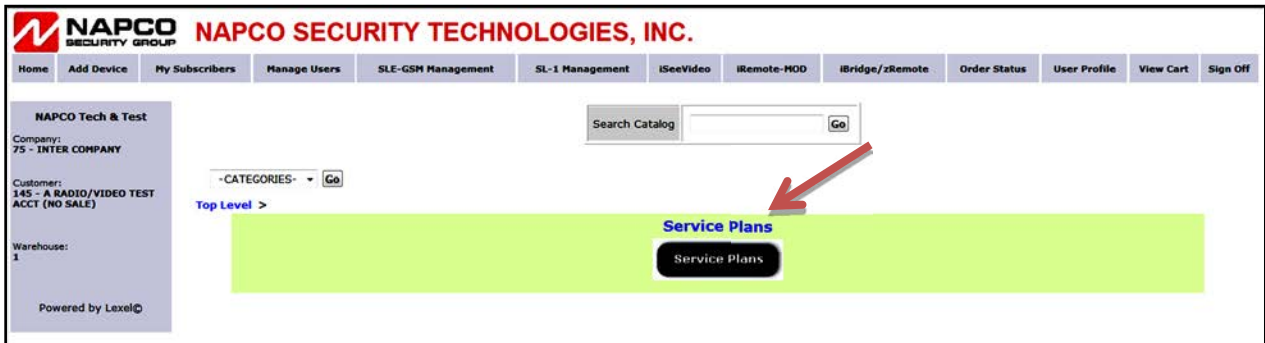 NAPCO
SECURITY GROUP
NAPCO SECURITY TECHNOLOGIES, INC.
Home Add Device My Subscribers Manage Users SLE-GSM Management SL-1 Management iSeeVideo iRemote-MOD iBridge/zRemote Order Status User Profile View Cart Sign Off
NAPCO Tech & Test
Company:
75 - INTER COMPANY
Customer:
145 - A RADIO/VIDEO TEST
ACCT (NO SALE)
Warehouse:
1
Powered by Lexel©
Search Catalog Go
-CATEGORIES- Go
Top Level >
Service Plans
Service Plans